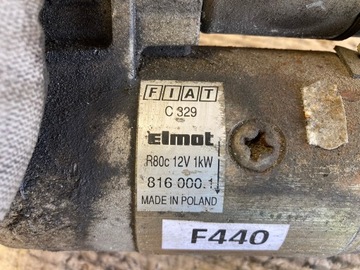 FIAT
C 329
elmot
R80c 12V 1kW
816 000.1
MADE IN POLAND
F440